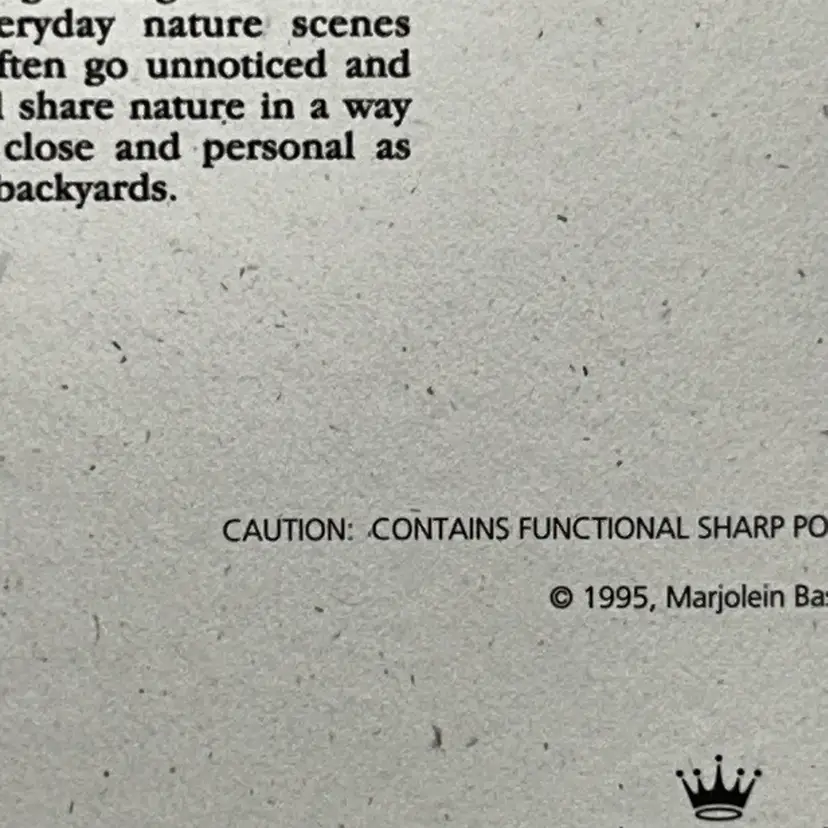 eryday nature scenes
ften go unnoticed and
share nature in a way
close and personal as
backyards.
CAUTION: CONTAINS FUNCTIONAL SHARP PO
© 1995, Marjolein Bas